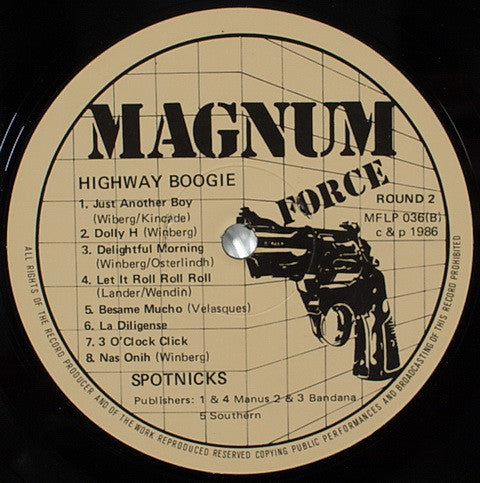 MAGNUM
FORCE
HIGHWAY BOOGIE
ROUND 2
MFLP 036(B)
c & p 1986
1. Just Another Boy
(Wiberg/Kincade)
2. Dolly H (Winberg)
3. Delightful Morning
(Winberg/Osterlindh)
4. Let It Roll Roll Roll
(Lander/Wendin)
5. Besame Mucho (Velasques)
6. La Diligense
7. 3 O'Clock Click
8. Nas Onih (Winberg)
SPOTNICKS
Publishers: 1 & 4 Manus 2 & 3 Bandana
5 Southern
ALL RIGHTS OF THE RECORD PRODUCER AND OF THE WORK REPRODUCED RESERVED COPYING PUBLIC PERFORMANCES AND BROADCASTING OF THIS RECORD PROHIBITED